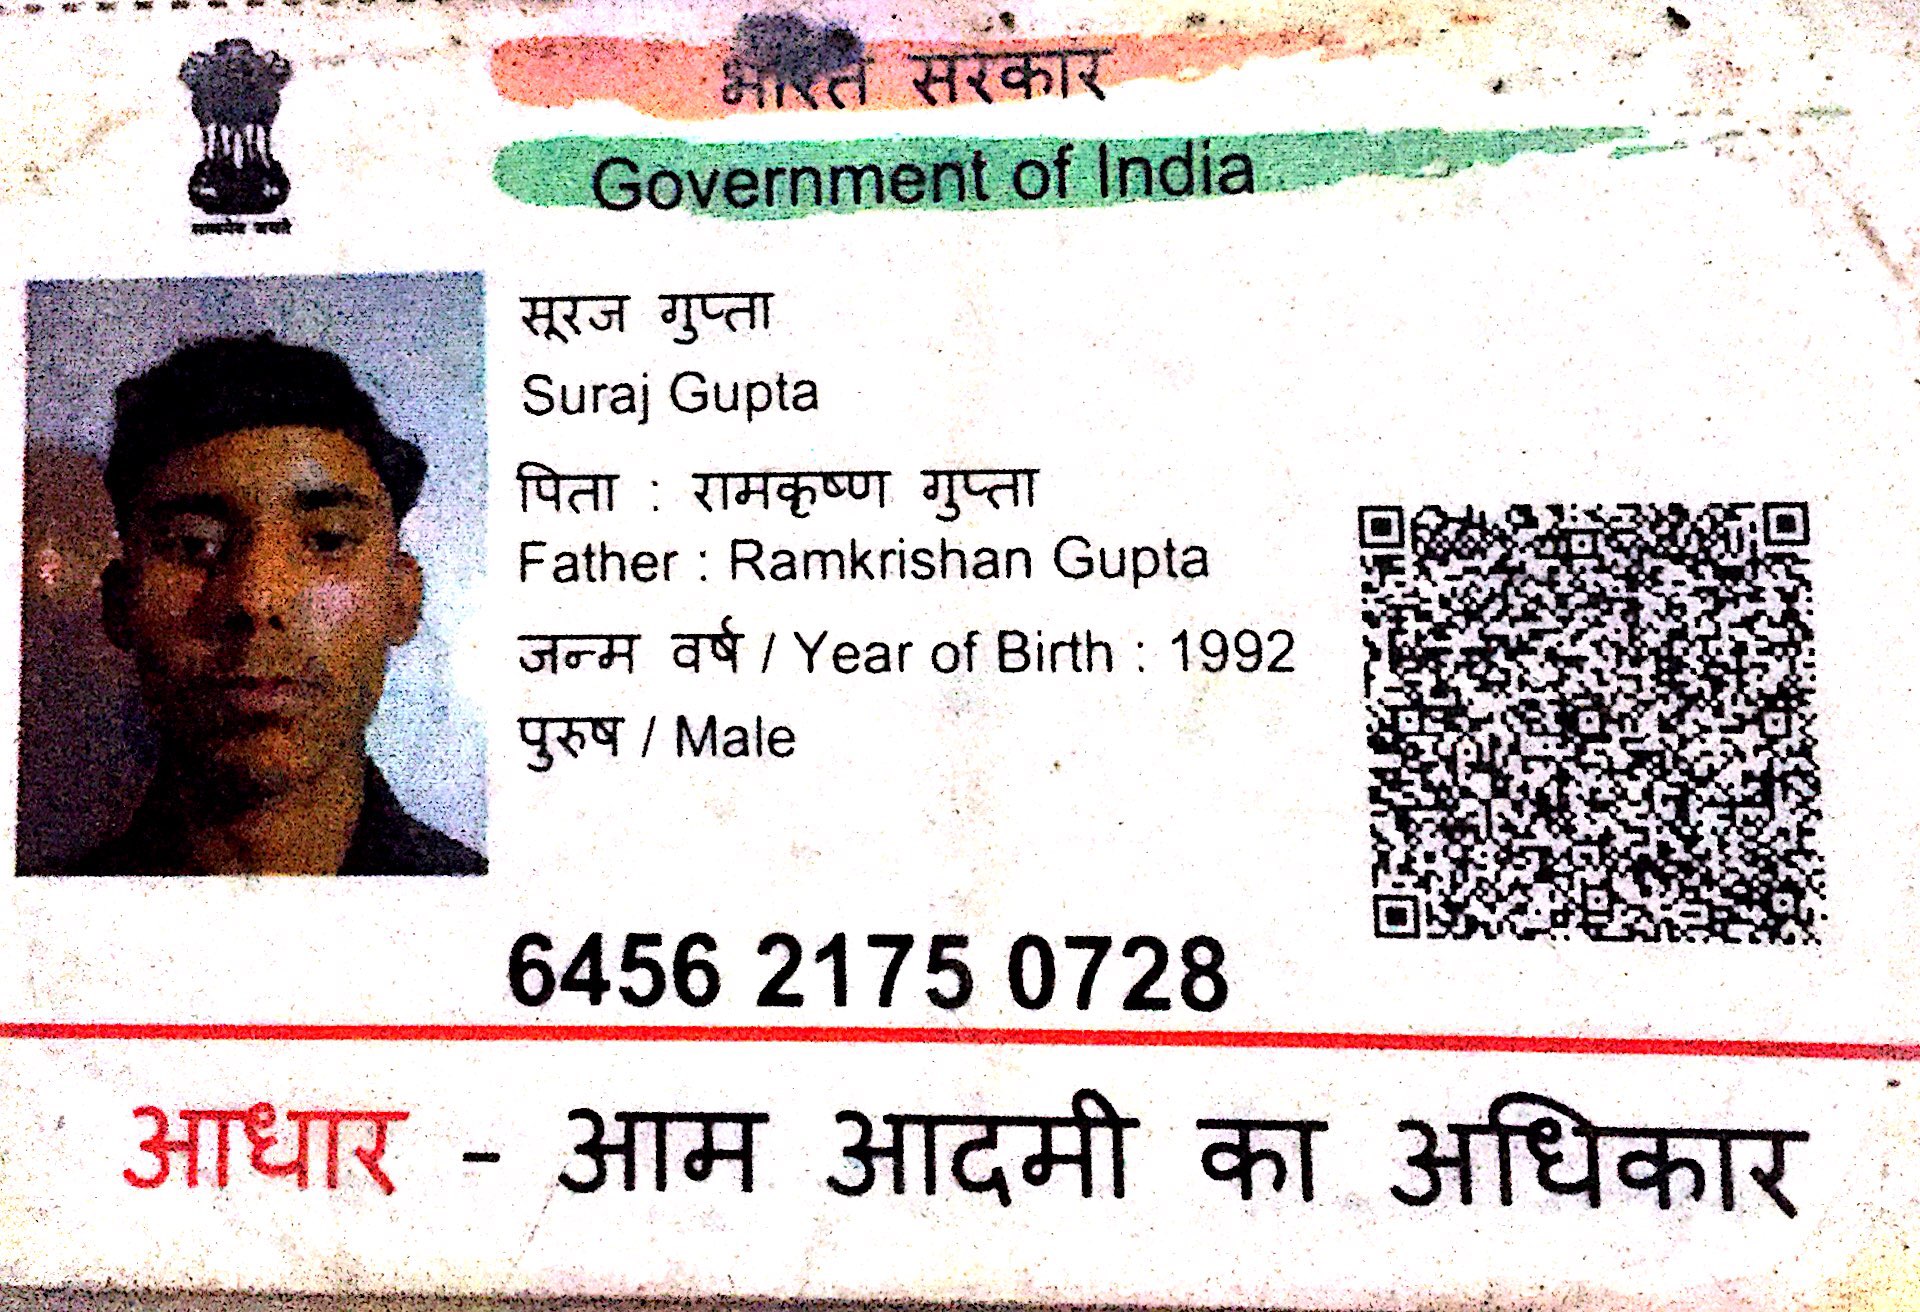 भारत सरकार
Government of India
सत्यमेव जयते
सूरज गुप्ता
Suraj Gupta
पिता : रामकृष्ण गुप्ता
Father : Ramkrishan Gupta
जन्म वर्ष / Year of Birth : 1992
पुरुष / Male
6456 2175 0728
आधार - आम आदमी का अधिकार